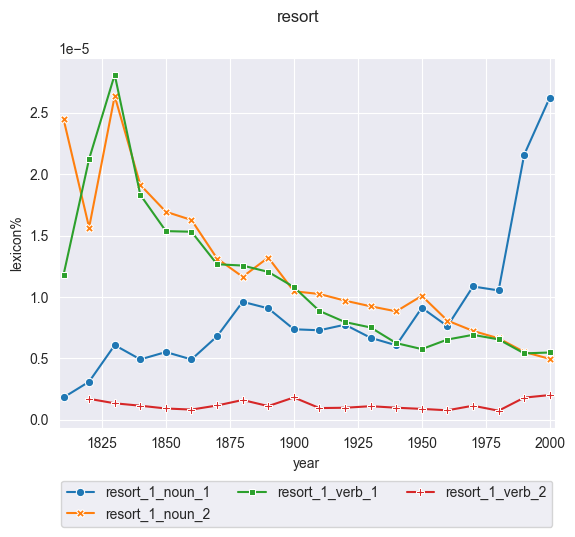 resort
1e−5
2.5
2.0
1.5
1.0
0.5
0.0
lexicon%
1825 1850 1875 1900 1925 1950 1975 2000
year
resort_1_noun_1 resort_1_verb_1 resort_1_verb_2
resort_1_noun_2